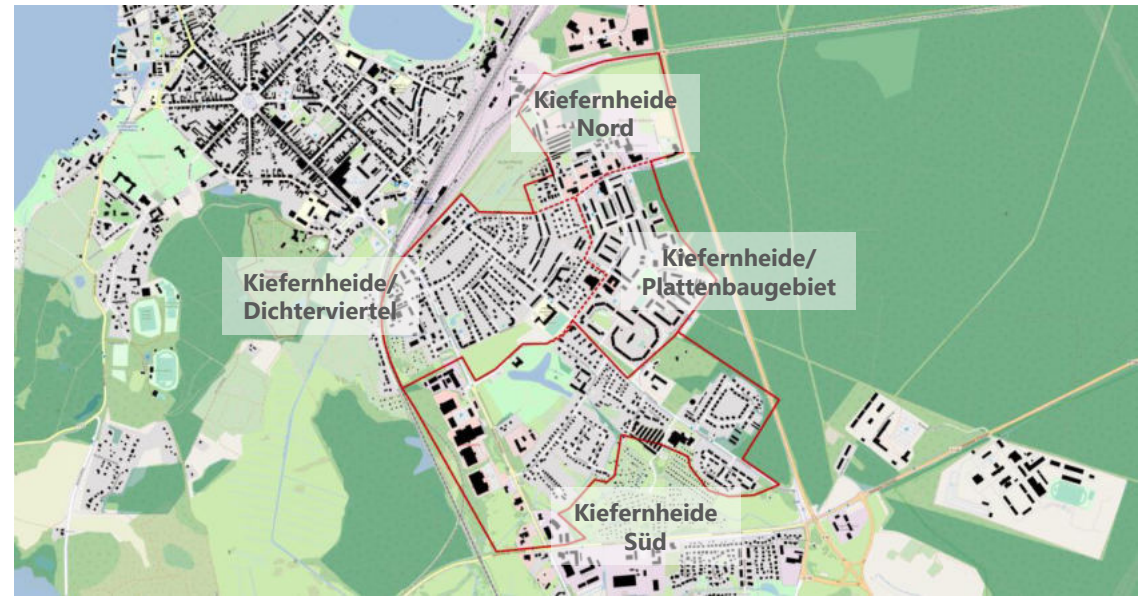 Kiefernheide
Nord
Kiefernheide/
Plattenbaugebiet
Kiefernheide/
Dichterviertel
Kiefernheide
Süd